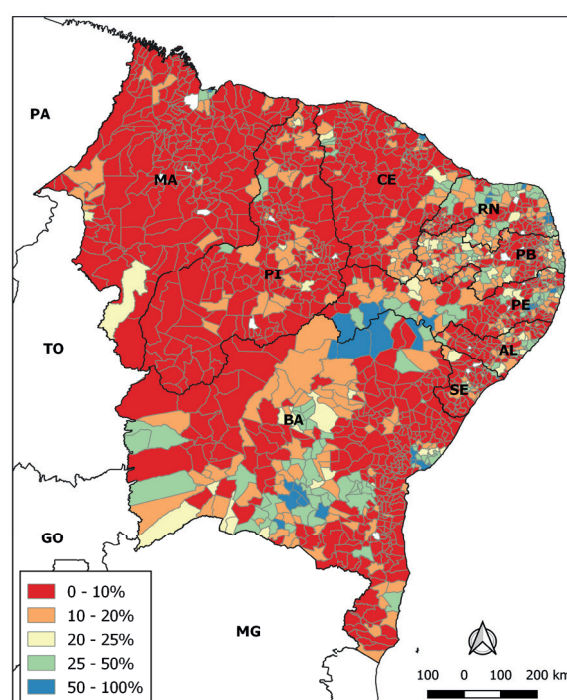 PA
MA
CE
RN
PB
PI
PE
TO
AL
SE
BA
GO
0 - 10%
10 - 20%
20 - 25%
25 - 50%
50 - 100%
MG
100 0 100 200 km